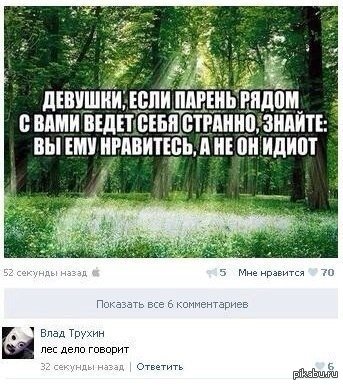 ДЕВУШКИ, ЕСЛИ ПАРЕНЬ РЯДОМ
С ВАМИ ВЕДЕТ СЕБЯ СТРАННО, ЗНАЙТЕ:
ВЫ ЕМУ НРАВИТЕСЬ, А НЕ ОН ИДИОТ
52 секунды назад 5 Мне нравится 70
Показать все 6 комментариев
Влад Трухин
лес дело говорит
32 секунды назад | Ответить 6
pikabu.ru